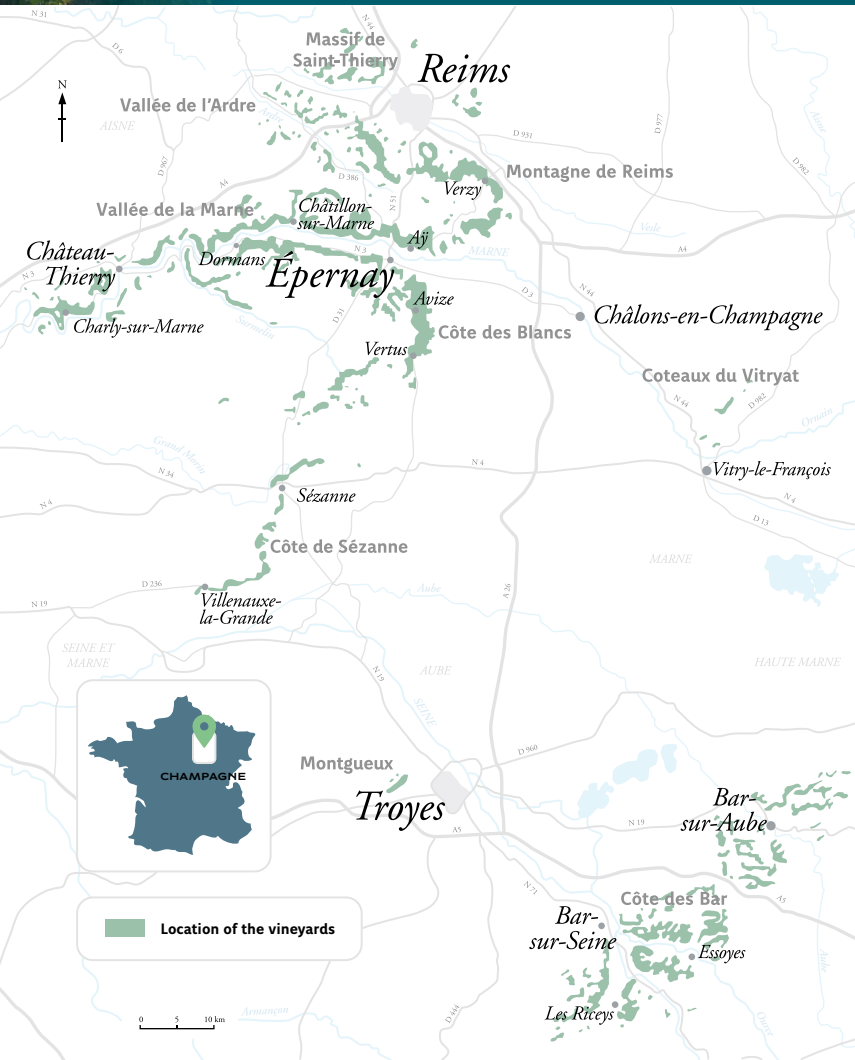 N 31
N 44
D 6
Massif de
Saint-Thierry
Reims
N
Vallée de l'Ardre
Ardre
AISNE
D 977
Auve
D 931
D 982
D 967
A4
D 386
Montagne de Reims
Verzy
N 51
Vallée de la Marne
Châtillon-
sur-Marne
Vesle
Aÿ
Château-
Thierry
Dormans
N 3
MARNE
A4
N 3
Épernay
D 3
N 44
Avize
Charly-sur-Marne
Surmelin
D 31
Châlons-en-Champagne
Côte des Blancs
Vertus
Coteaux du Vitryat
N 44
D 982
Ornain
Grand Morin
N 34
N 4
Vitry-le-François
N 4
Sézanne
N 4
D 13
Côte de Sézanne
MARNE
D 236
Aube
A 26
N 19
Villenauxe-
la-Grande
SEINE ET
MARNE
AUBE
HAUTE MARNE
N 19
SEINE
D 960
Montgueux
CHAMPAGNE
Troyes
Bar-
sur-Aube
N 19
A5
N 71
Côte des Bar
A5
Location of the vineyards
Bar-
sur-Seine
Essoyes
Aube
Les Riceys
Armançon
D 444
Ource
0 5 10 km